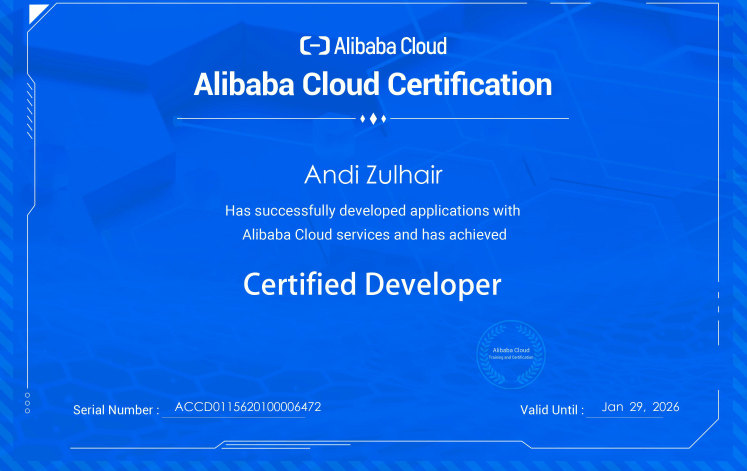 Alibaba Cloud
Alibaba Cloud Certification
Andi Zulhair
Has successfully developed applications with
Alibaba Cloud services and has achieved
Certified Developer
Alibaba Cloud
Training and Certification
Serial Number : ACCD0115620100006472
Valid Until : Jan 29, 2026